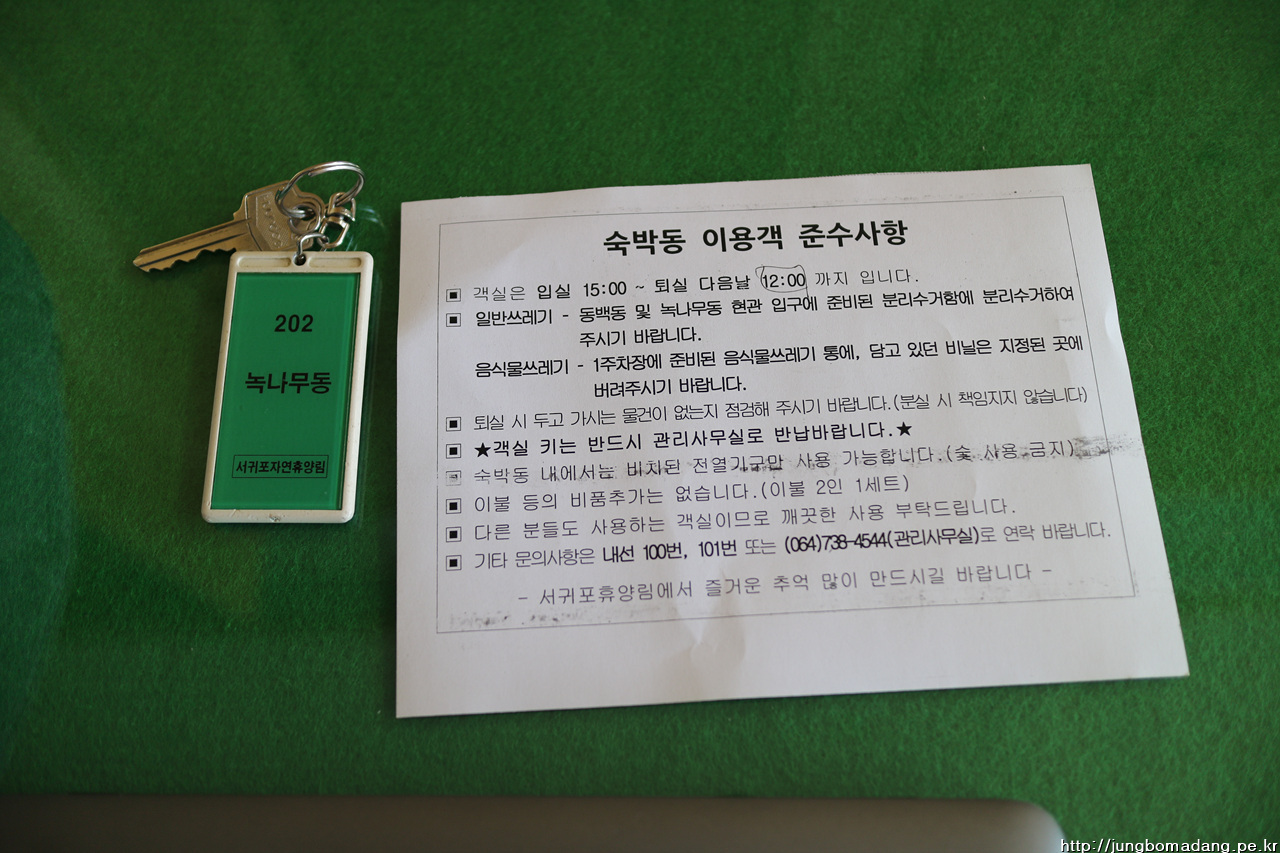 202
녹나무동
서귀포자연휴양림
숙박동 이용객 준수사항
▣ 객실은 입실 15:00 ~ 퇴실 다음날 12:00 까지 입니다.
▣ 일반쓰레기 - 동백동 및 녹나무동 현관 입구에 준비된 분리수거함에 분리수거하여
주시기 바랍니다.
음식물쓰레기 - 1주차장에 준비된 음식물쓰레기 통에, 담고 있던 비닐은 지정된 곳에
버려주시기 바랍니다.
▣ 퇴실 시 두고 가시는 물건이 없는지 점검해 주시기 바랍니다.(분실 시 책임지지 않습니다)
▣ ★객실 키는 반드시 관리사무실로 반납바랍니다.★
▣ 숙박동 내에서는 비치된 전열기구만 사용 가능합니다.(숯 사용 금지)
▣ 이불 등의 비품추가는 없습니다.(이불 2인 1세트)
▣ 다른 분들도 사용하는 객실이므로 깨끗한 사용 부탁드립니다.
▣ 기타 문의사항은 내선 100번, 101번 또는 (064)738-4544(관리사무실)로 연락 바랍니다.
- 서귀포휴양림에서 즐거운 추억 많이 만드시길 바랍니다 -
http://jungbomadang.pe.kr